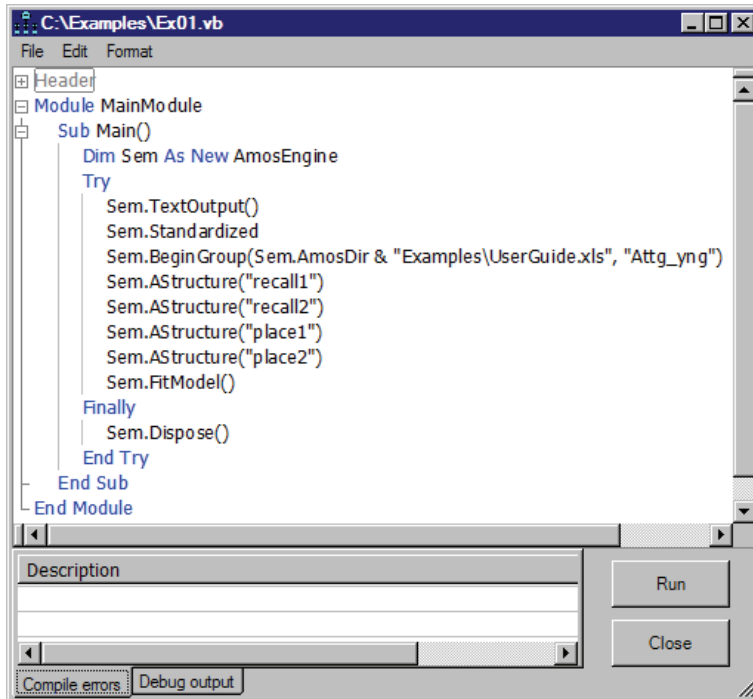 C:\Examples\Ex01.vb
File Edit Format
Header
Module MainModule
Sub Main()
Dim Sem As New AmosEngine
Try
Sem.TextOutput()
Sem.Standardized
Sem.BeginGroup(Sem.AmosDir & "Examples\UserGuide.xls", "Attg_yng")
Sem.AStructure("recall1")
Sem.AStructure("recall2")
Sem.AStructure("place1")
Sem.AStructure("place2")
Sem.FitModel()
Finally
Sem.Dispose()
End Try
End Sub
End Module
Description
Run
Close
Compile errors Debug output